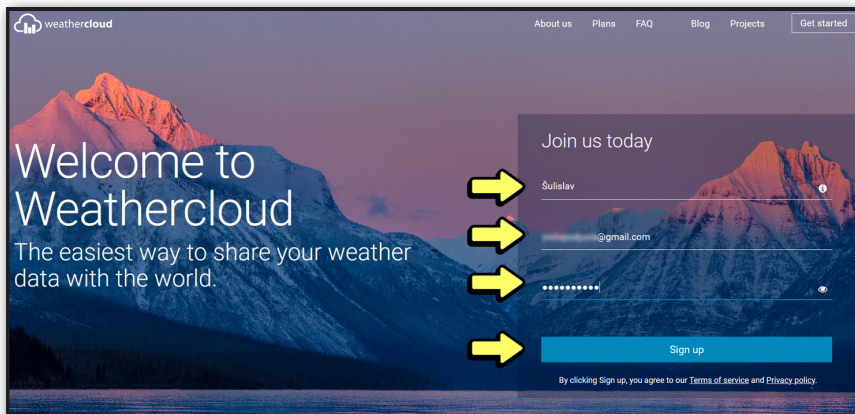 weathercloud
About us Plans FAQ Blog Projects Get started
Welcome to
Weathercloud
The easiest way to share your weather
data with the world.
Join us today
Šulislav
@gmail.com
Sign up
By clicking Sign up, you agree to our Terms of service and Privacy policy.